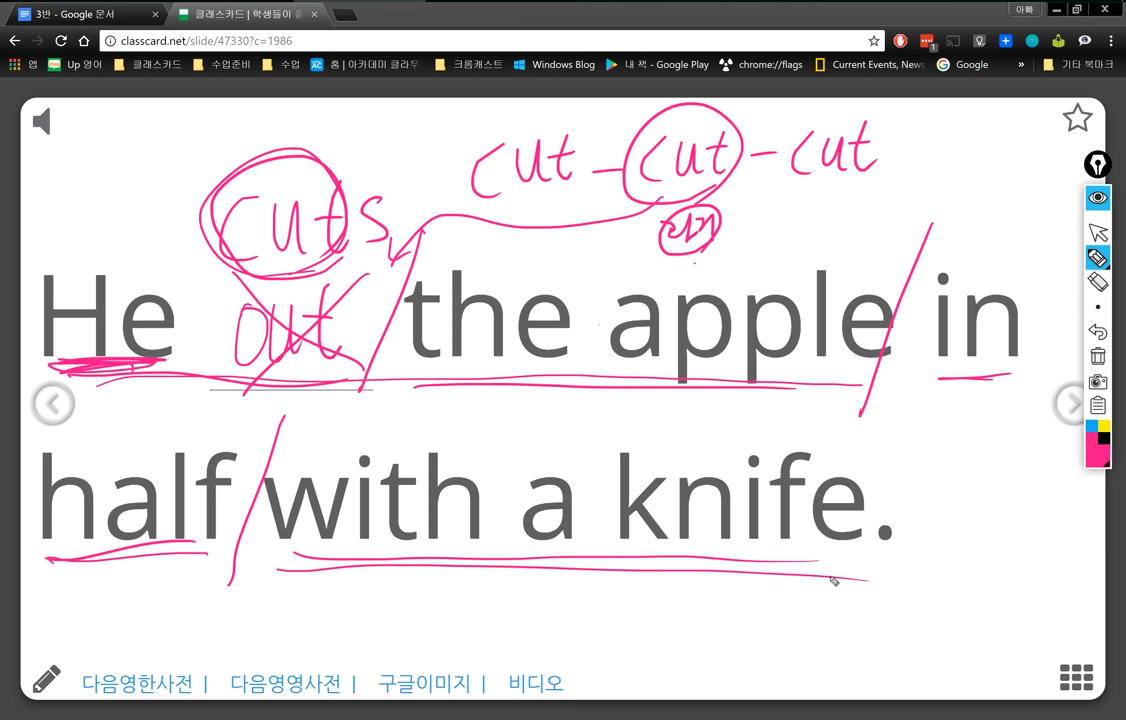 3반 - Google 문서
클래스카드 | 학생들이 좋
아빠
classcard.net/slide/47330?c=1986
1
앱 Up 영어 클래스카드 수업준비 수업 홈 | 아카데미 클라우 크롬캐스트 Windows Blog 내 책 - Google Play chrome://flags Current Events, News Google » 기타 북마크
cut - cut - cut
cuts
out
He the apple in
half with a knife.
다음영한사전 | 다음영영사전 | 구글이미지 | 비디오